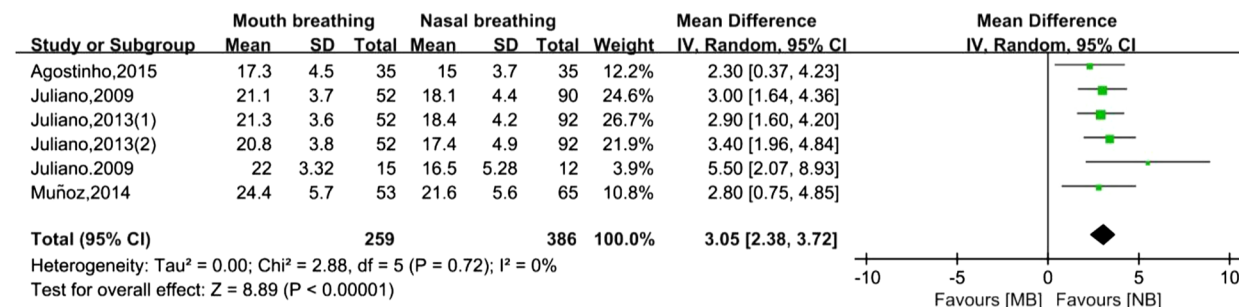 Mouth breathing Nasal breathing Mean Difference Mean Difference
Study or Subgroup Mean SD Total Mean SD Total Weight IV, Random, 95% CI IV, Random, 95% CI
Agostinho,2015 17.3 4.5 35 15 3.7 35 12.2% 2.30 [0.37, 4.23]
Juliano,2009 21.1 3.7 52 18.1 4.4 90 24.6% 3.00 [1.64, 4.36]
Juliano,2013(1) 21.3 3.6 52 18.4 4.2 92 26.7% 2.90 [1.60, 4.20]
Juliano,2013(2) 20.8 3.8 52 17.4 4.9 92 21.9% 3.40 [1.96, 4.84]
Juliano.2009 22 3.32 15 16.5 5.28 12 3.9% 5.50 [2.07, 8.93]
Muñoz,2014 24.4 5.7 53 21.6 5.6 65 10.8% 2.80 [0.75, 4.85]
Total (95% CI) 259 386 100.0% 3.05 [2.38, 3.72]
Heterogeneity: Tau² = 0.00; Chi² = 2.88, df = 5 (P = 0.72); I² = 0%
Test for overall effect: Z = 8.89 (P < 0.00001)
-10 -5 0 5 10
Favours [MB] Favours [NB]